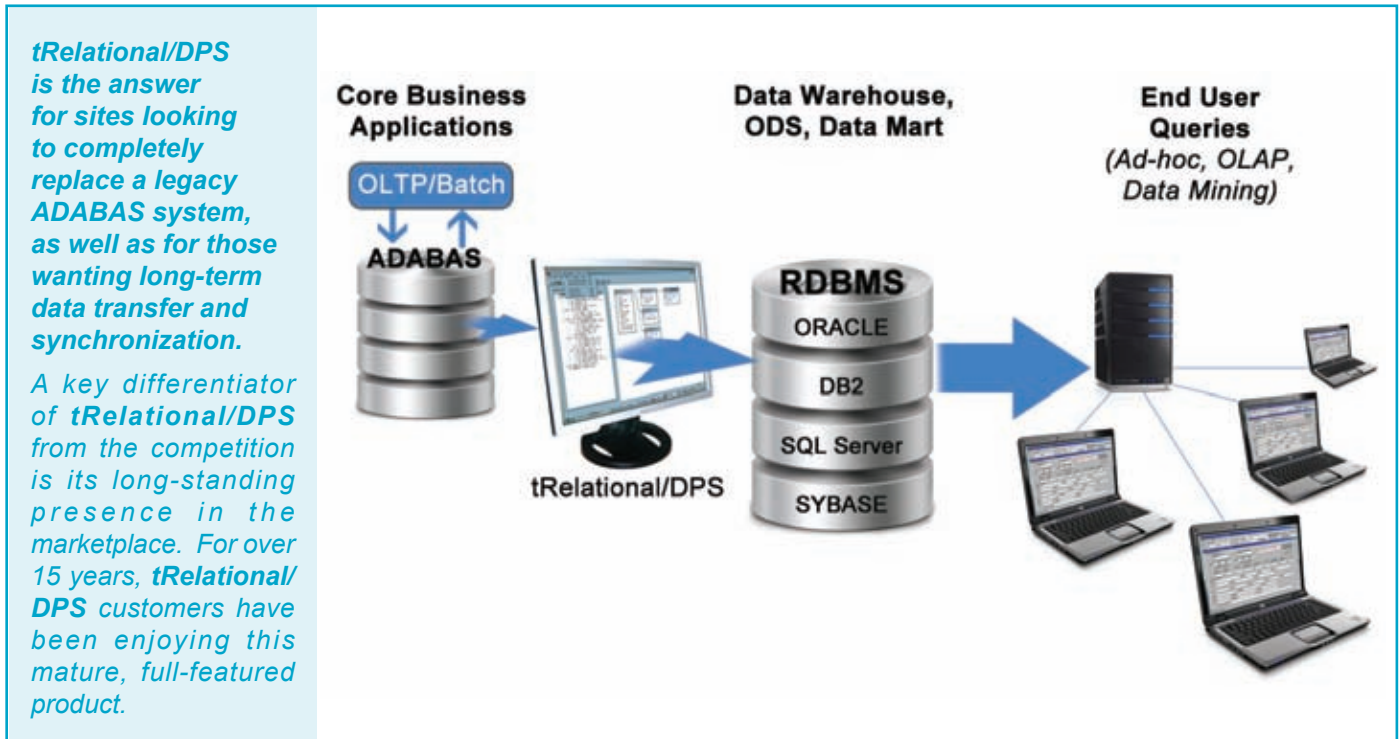 tRelational/DPS
is the answer
for sites looking
to completely
replace a legacy
ADABAS system,
as well as for those
wanting long-term
data transfer and
synchronization.
A key differentiator
of tRelational/DPS
from the competition
is its long-standing
presence in the
marketplace. For over
15 years, tRelational/
DPS customers have
been enjoying this
mature, full-featured
product.
Core Business
Applications
OLTP/Batch
ADABAS
tRelational/DPS
Data Warehouse,
ODS, Data Mart
RDBMS
ORACLE
DB2
SQL Server
SYBASE
End User
Queries
(Ad-hoc, OLAP,
Data Mining)